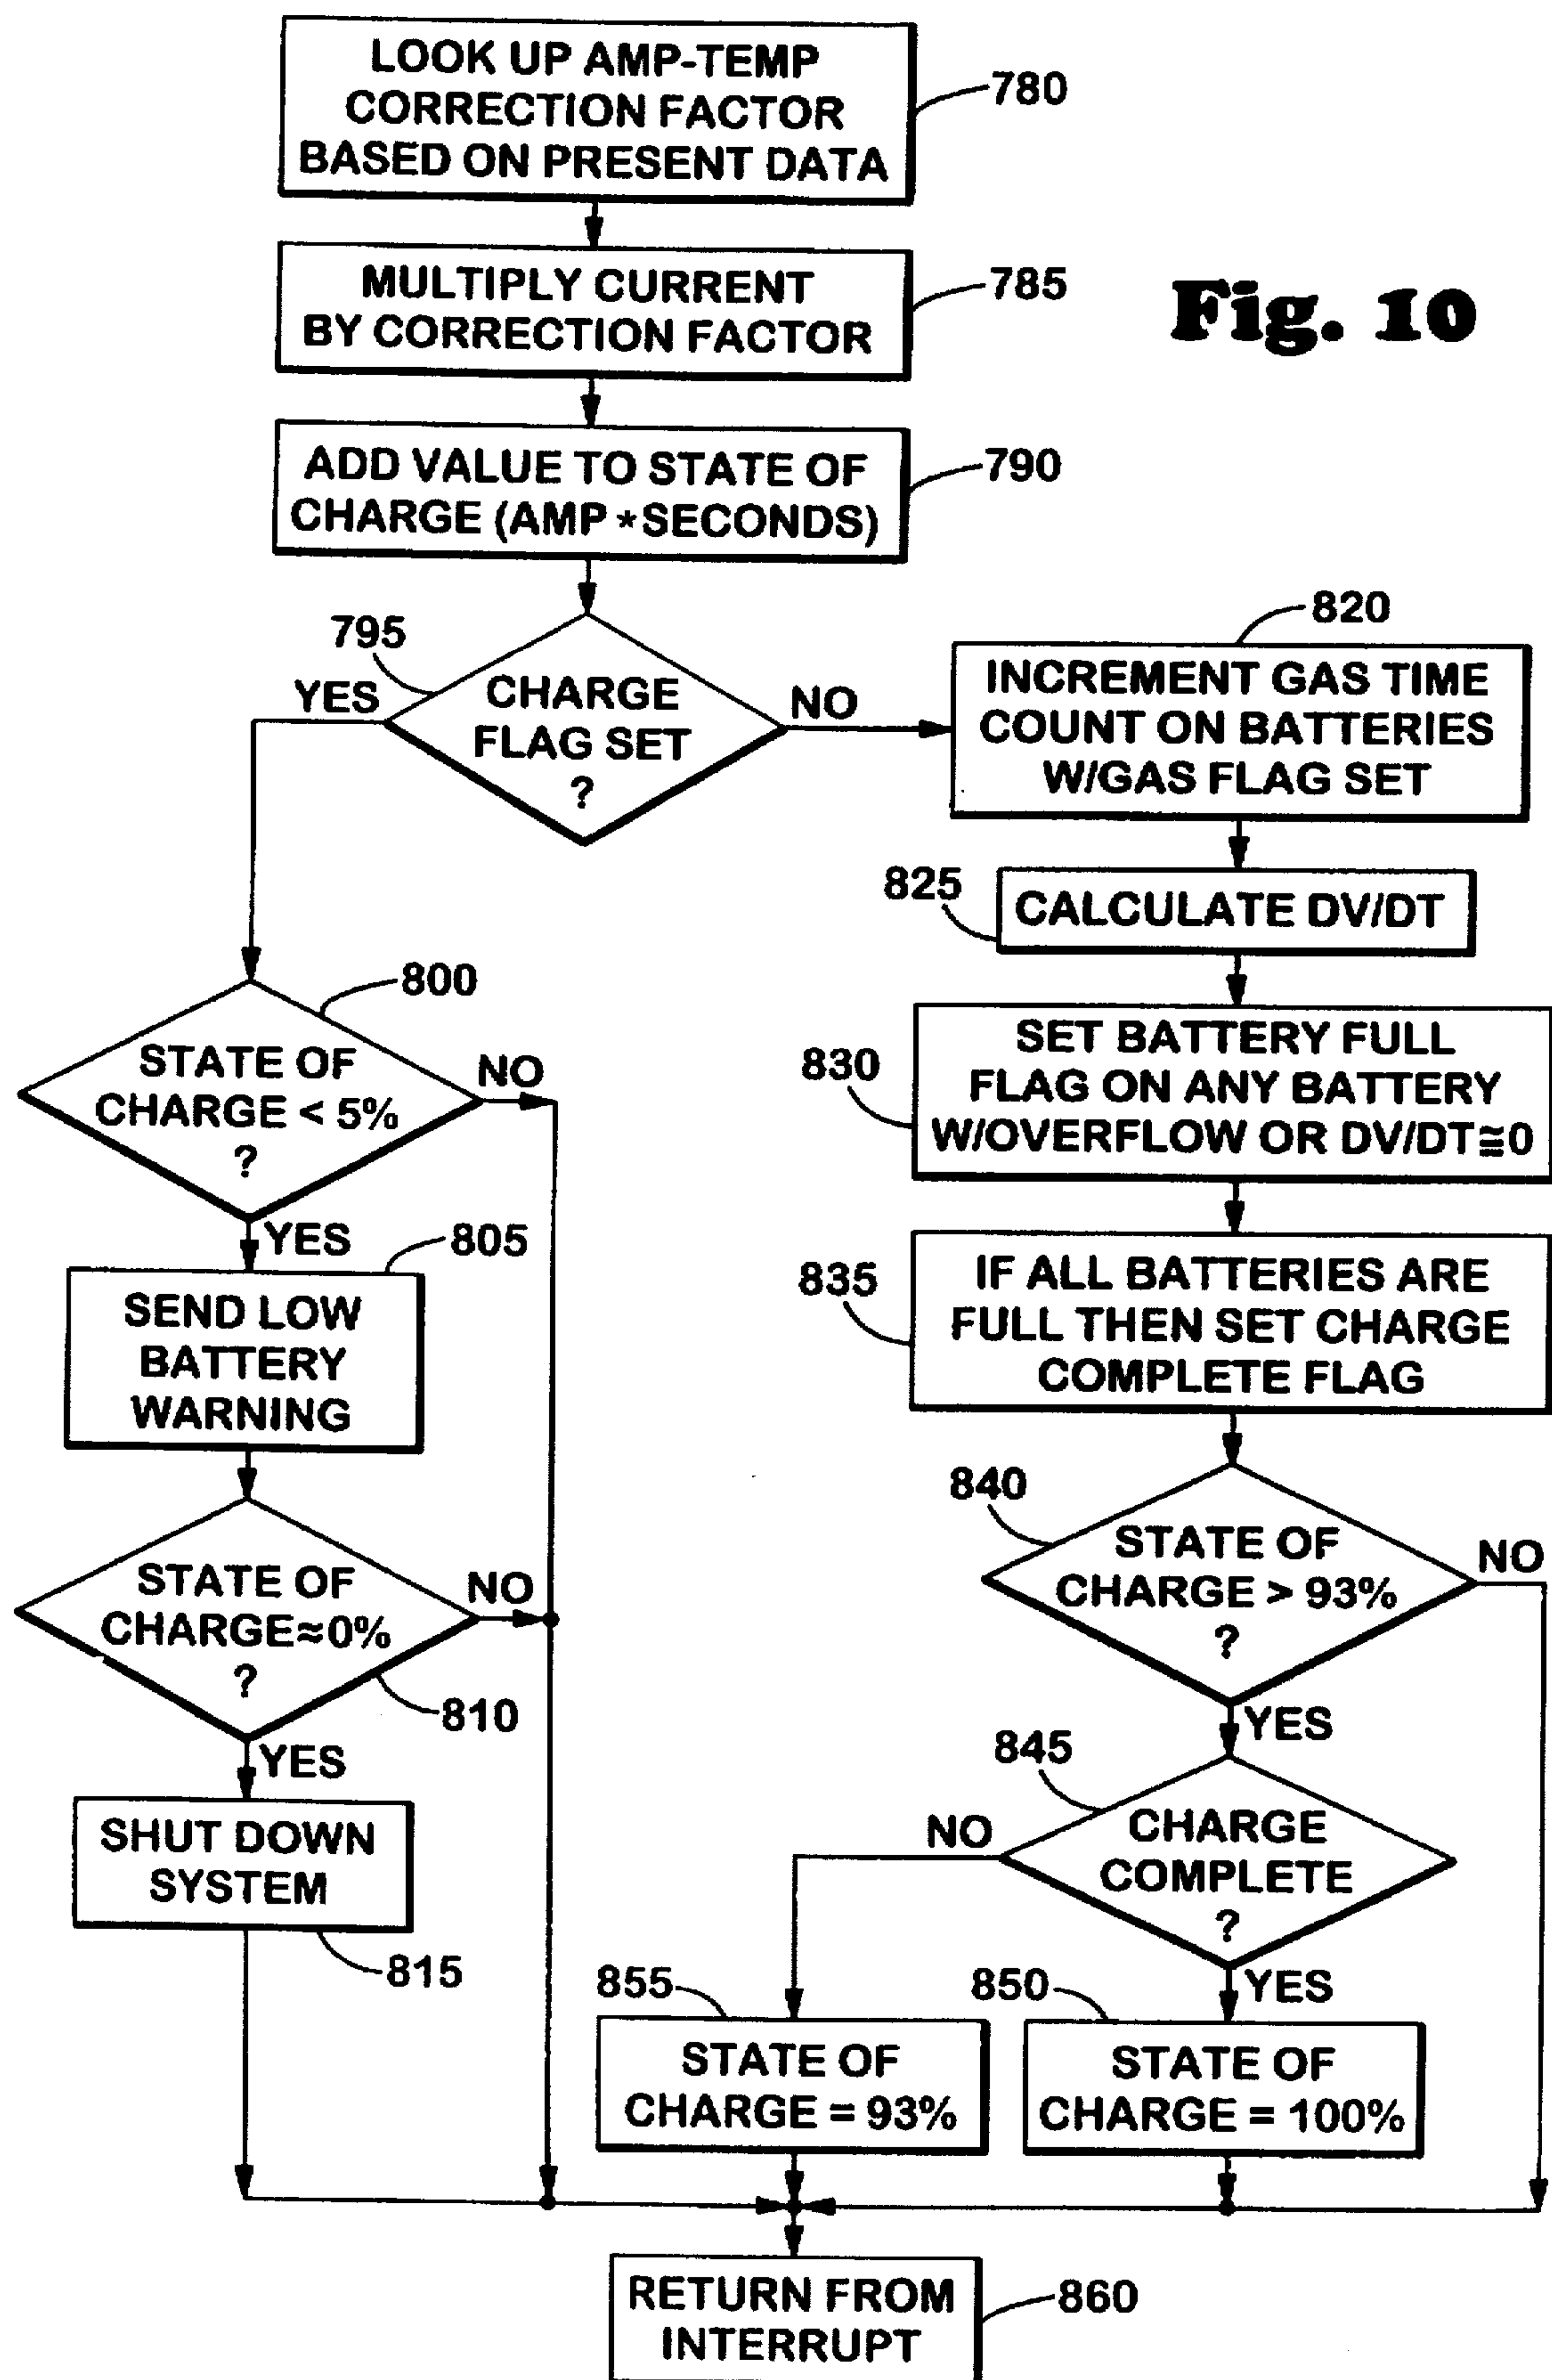 LOOK UP AMP-TEMP
CORRECTION FACTOR
BASED ON PRESENT DATA
780
MULTIPLY CURRENT
BY CORRECTION FACTOR
785
Fig. 10
ADD VALUE TO STATE OF
CHARGE (AMP*SECONDS)
790
795
YES
CHARGE
FLAG SET
?
NO
820
INCREMENT GAS TIME
COUNT ON BATTERIES
W/GAS FLAG SET
825
CALCULATE DV/DT
800
STATE OF
CHARGE < 5%
?
NO
YES
830
SET BATTERY FULL
FLAG ON ANY BATTERY
W/OVERFLOW OR DV/DT≅0
805
SEND LOW
BATTERY
WARNING
835
IF ALL BATTERIES ARE
FULL THEN SET CHARGE
COMPLETE FLAG
STATE OF
CHARGE≈0%
?
NO
810
YES
840
STATE OF
CHARGE > 93%
?
NO
YES
SHUT DOWN
SYSTEM
815
845
NO
CHARGE
COMPLETE
?
YES
855
STATE OF
CHARGE = 93%
850
STATE OF
CHARGE = 100%
RETURN FROM
INTERRUPT
860